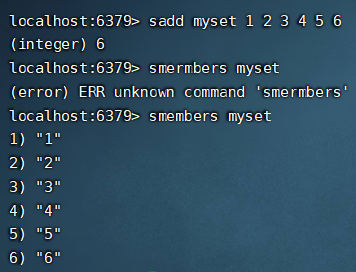 localhost:6379> sadd myset 1 2 3 4 5 6
(integer) 6
localhost:6379> smermbers myset
(error) ERR unknown command 'smermbers'
localhost:6379> smembers myset
1) "1"
2) "2"
3) "3"
4) "4"
5) "5"
6) "6"